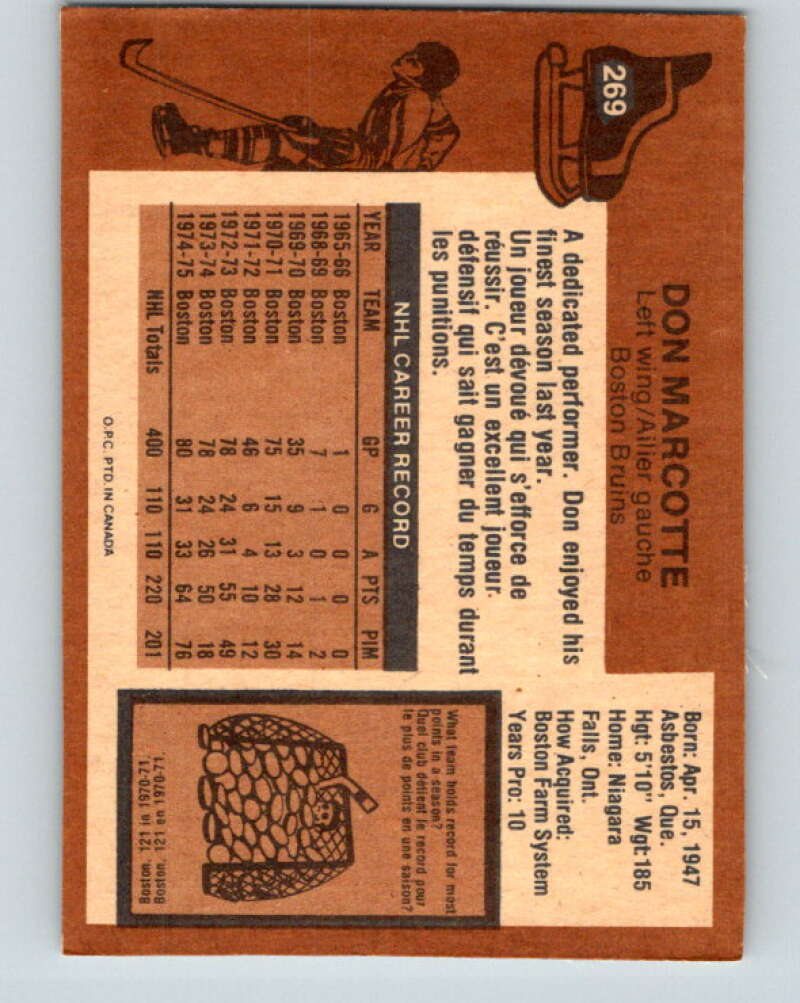 269
DON MARCOTTE
Left wing/Ailier gauche
Boston Bruins
A dedicated performer. Don enjoyed his
finest season last year.
Un joueur dévoué qui s'efforce de
réussir. C'est un excellent joueur
défensif qui sait gagner du temps durant
les punitions.
Born: Apr. 15, 1947
Asbestos, Que.
Hgt: 5'10" Wgt:185
Home: Niagara
Falls, Ont.
How Acquired:
Boston Farm System
Years Pro: 10
NHL CAREER RECORD
YEAR TEAM GP G A PTS PIM
1965-66 Boston 1 0 0 0 0
1968-69 Boston 7 1 0 1 2
1969-70 Boston 35 9 3 12 14
1970-71 Boston 75 15 13 28 30
1971-72 Boston 46 6 4 10 12
1972-73 Boston 78 24 31 55 49
1973-74 Boston 78 24 26 50 18
1974-75 Boston 80 31 33 64 76
NHL Totals 400 110 110 220 201
What team holds record for most
points in a season?
Quel club détient le record pour
le plus de points en une saison?
Boston, 121 en 1970-71.
Boston, 121 in 1970-71.
O.P.C. PTD. IN CANADA